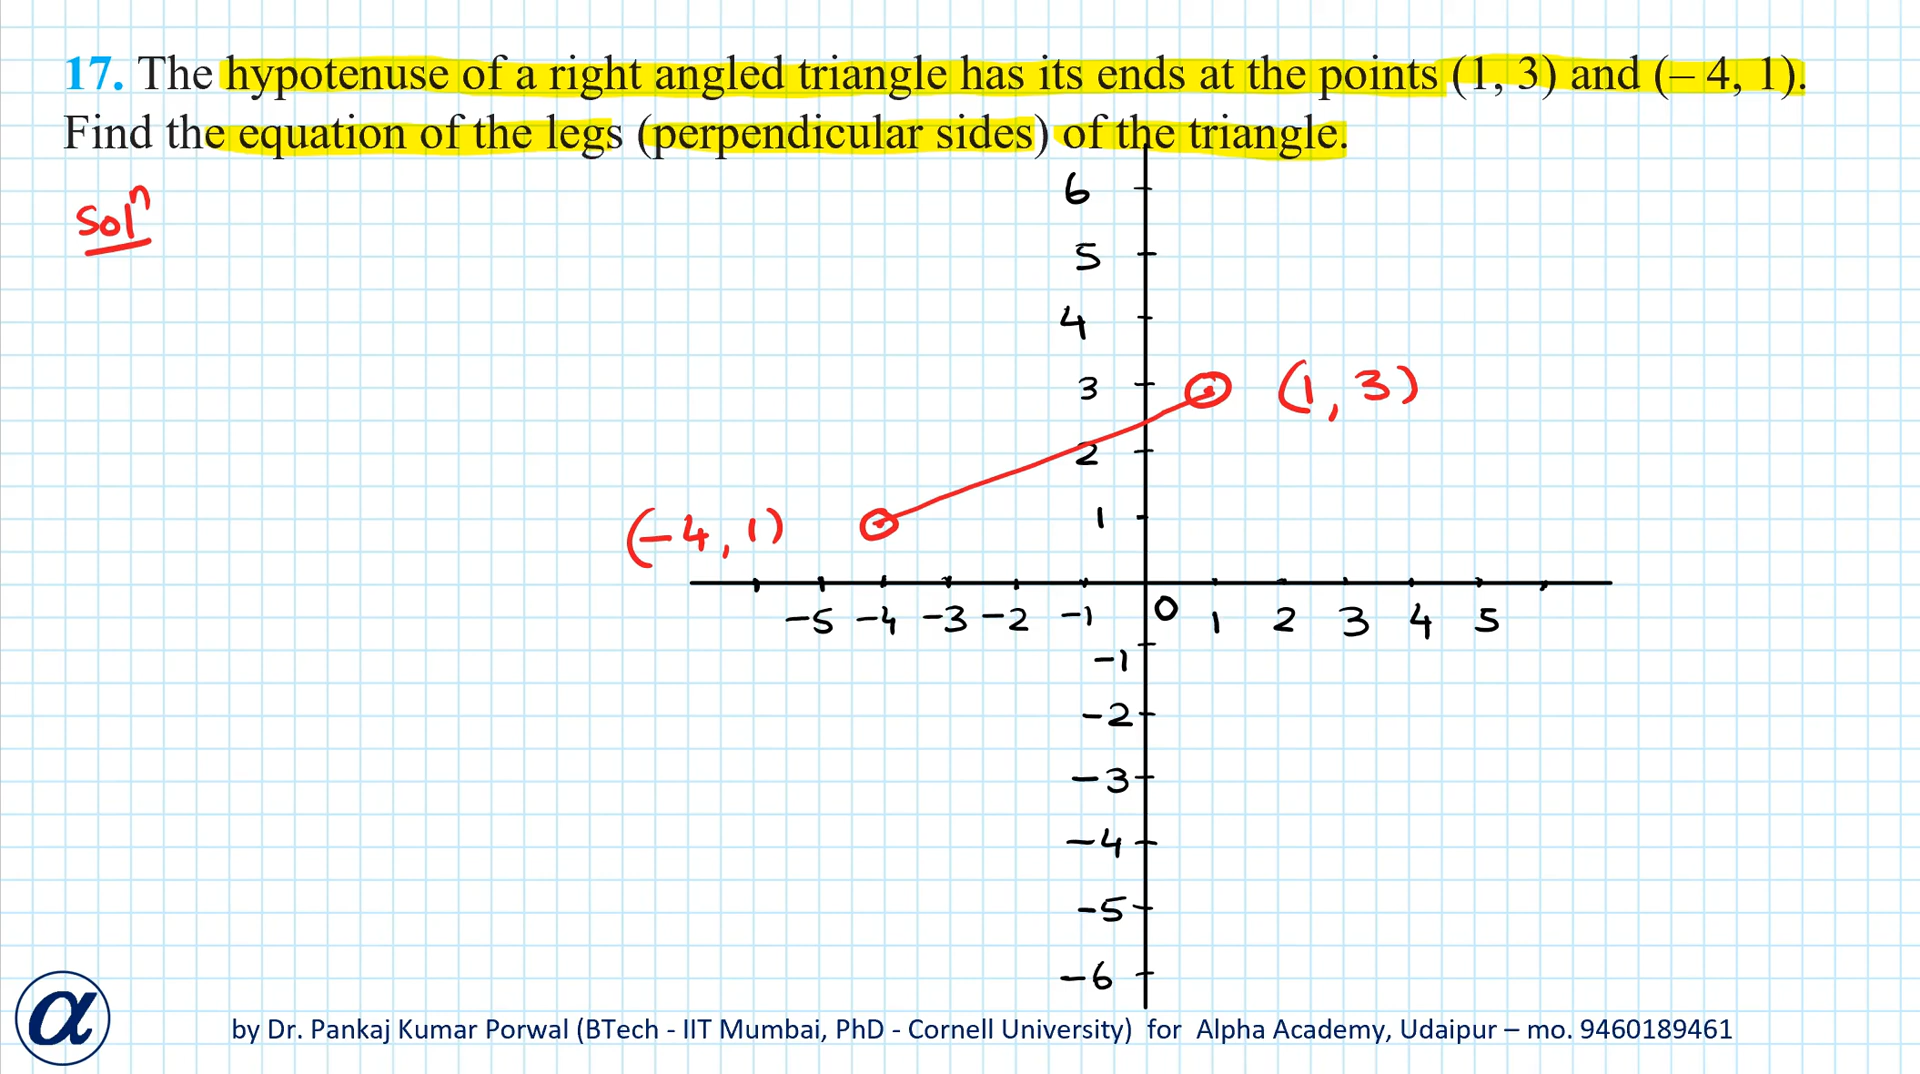 17. The hypotenuse of a right angled triangle has its ends at the points (1, 3) and (– 4, 1).
Find the equation of the legs (perpendicular sides) of the triangle.
Solⁿ
6
5
4
3
(1, 3)
2
(-4, 1)
1
-5 -4 -3 -2 -1 0 1 2 3 4 5
-1
-2
-3
-4
-5
-6
α
by Dr. Pankaj Kumar Porwal (BTech - IIT Mumbai, PhD - Cornell University) for Alpha Academy, Udaipur – mo. 9460189461